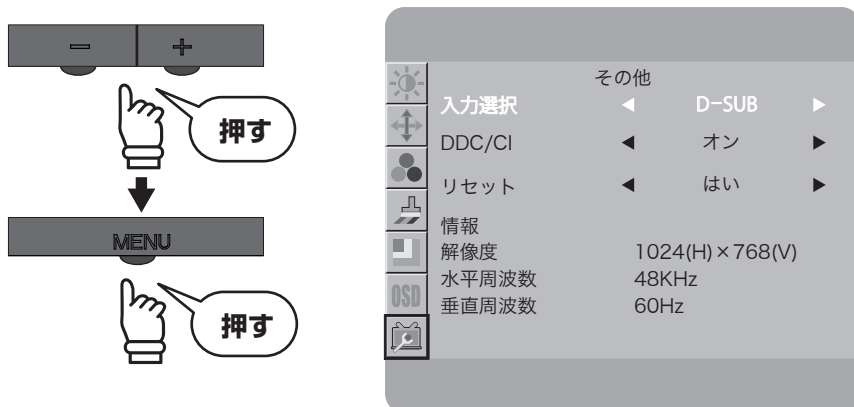 − +
押す
MENU
押す
その他
入力選択 ◀ D-SUB ▶
DDC/CI ◀ オン ▶
リセット ◀ はい ▶
情報
解像度 1024(H)×768(V)
水平周波数 48KHz
垂直周波数 60Hz
OSD